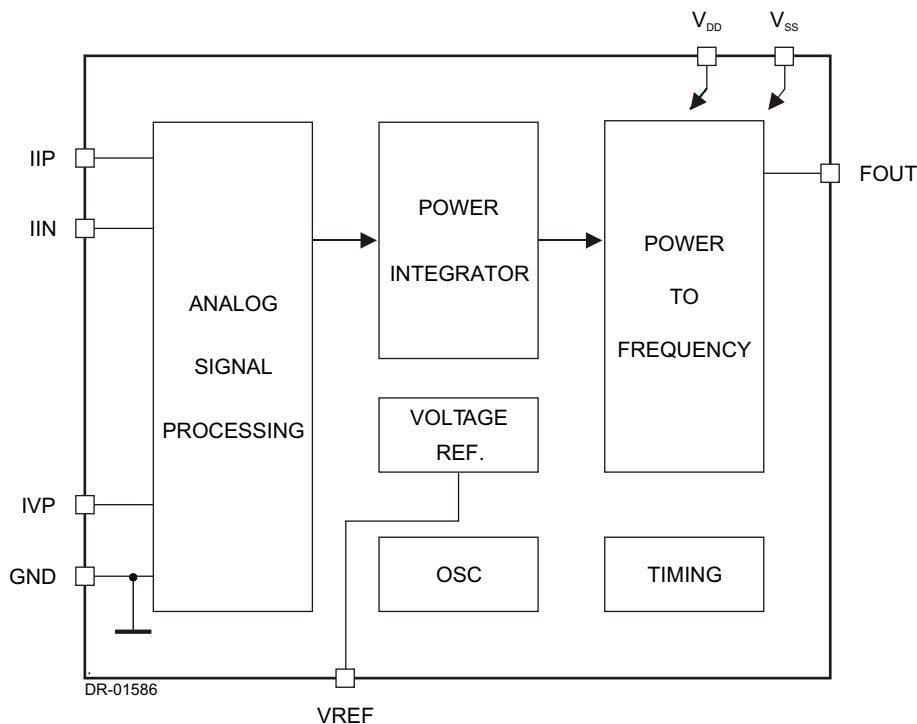 VDD
VSS
IIP
IIN
IVP
GND
ANALOG
SIGNAL
PROCESSING
POWER
INTEGRATOR
POWER
TO
FREQUENCY
FOUT
VOLTAGE
REF.
OSC
TIMING
DR-01586
VREF